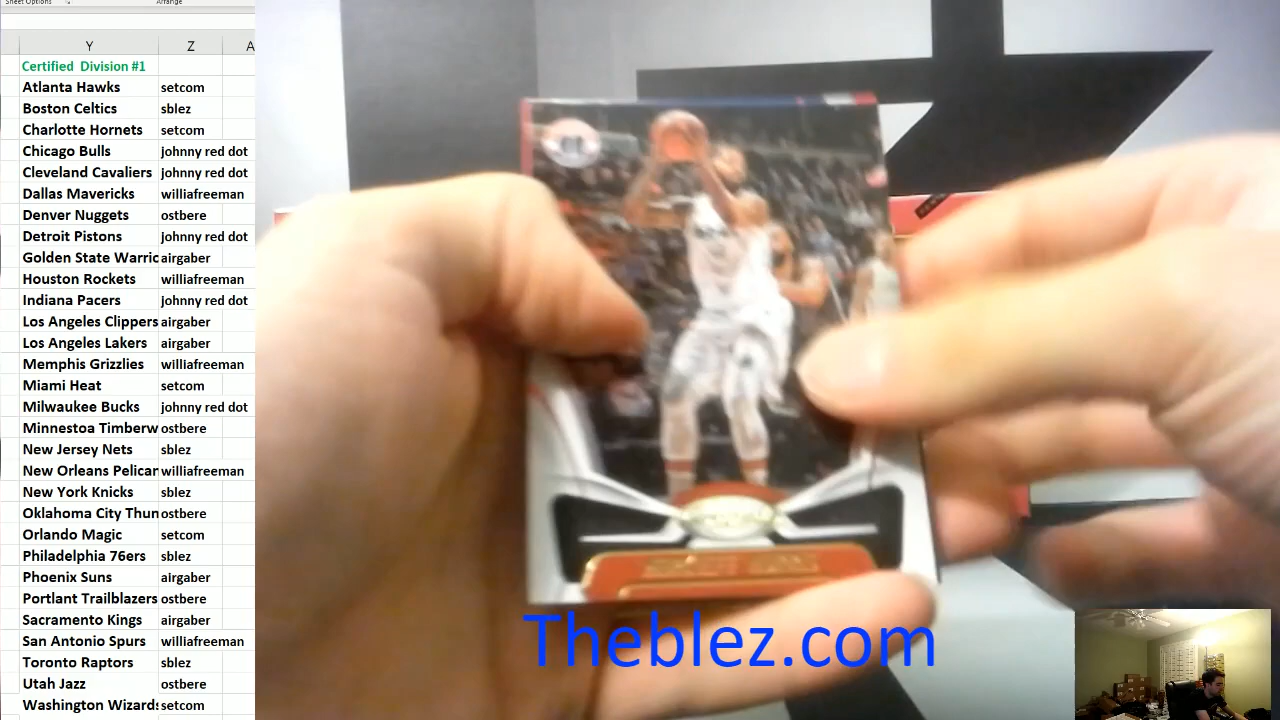 Sheet Options
Arrange
Y Z A
Certified Division #1
Atlanta Hawks setcom
Boston Celtics sblez
Charlotte Hornets setcom
Chicago Bulls johnny red dot
Cleveland Cavaliers johnny red dot
Dallas Mavericks williafreeman
Denver Nuggets ostbere
Detroit Pistons johnny red dot
Golden State Warric airgaber
Houston Rockets williafreeman
Indiana Pacers johnny red dot
Los Angeles Clippers airgaber
Los Angeles Lakers airgaber
Memphis Grizzlies williafreeman
Miami Heat setcom
Milwaukee Bucks johnny red dot
Minnestoa Timberw ostbere
New Jersey Nets sblez
New Orleans Pelicar williafreeman
New York Knicks sblez
Oklahoma City Thun ostbere
Orlando Magic setcom
Philadelphia 76ers sblez
Phoenix Suns airgaber
Portlant Trailblazers ostbere
Sacramento Kings airgaber
San Antonio Spurs williafreeman
Toronto Raptors sblez
Utah Jazz ostbere
Washington Wizards setcom
Theblez.com